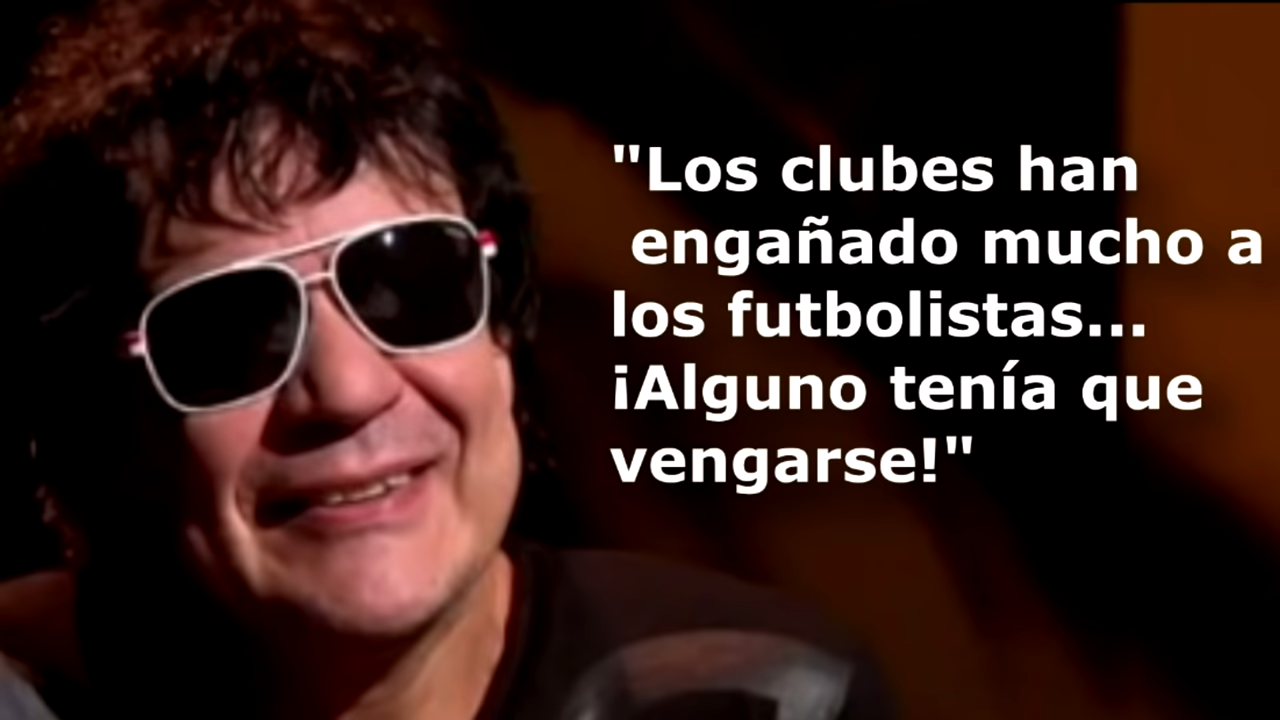 "Los clubes han
engañado mucho a
los futbolistas...
¡Alguno tenía que
vengarse!"